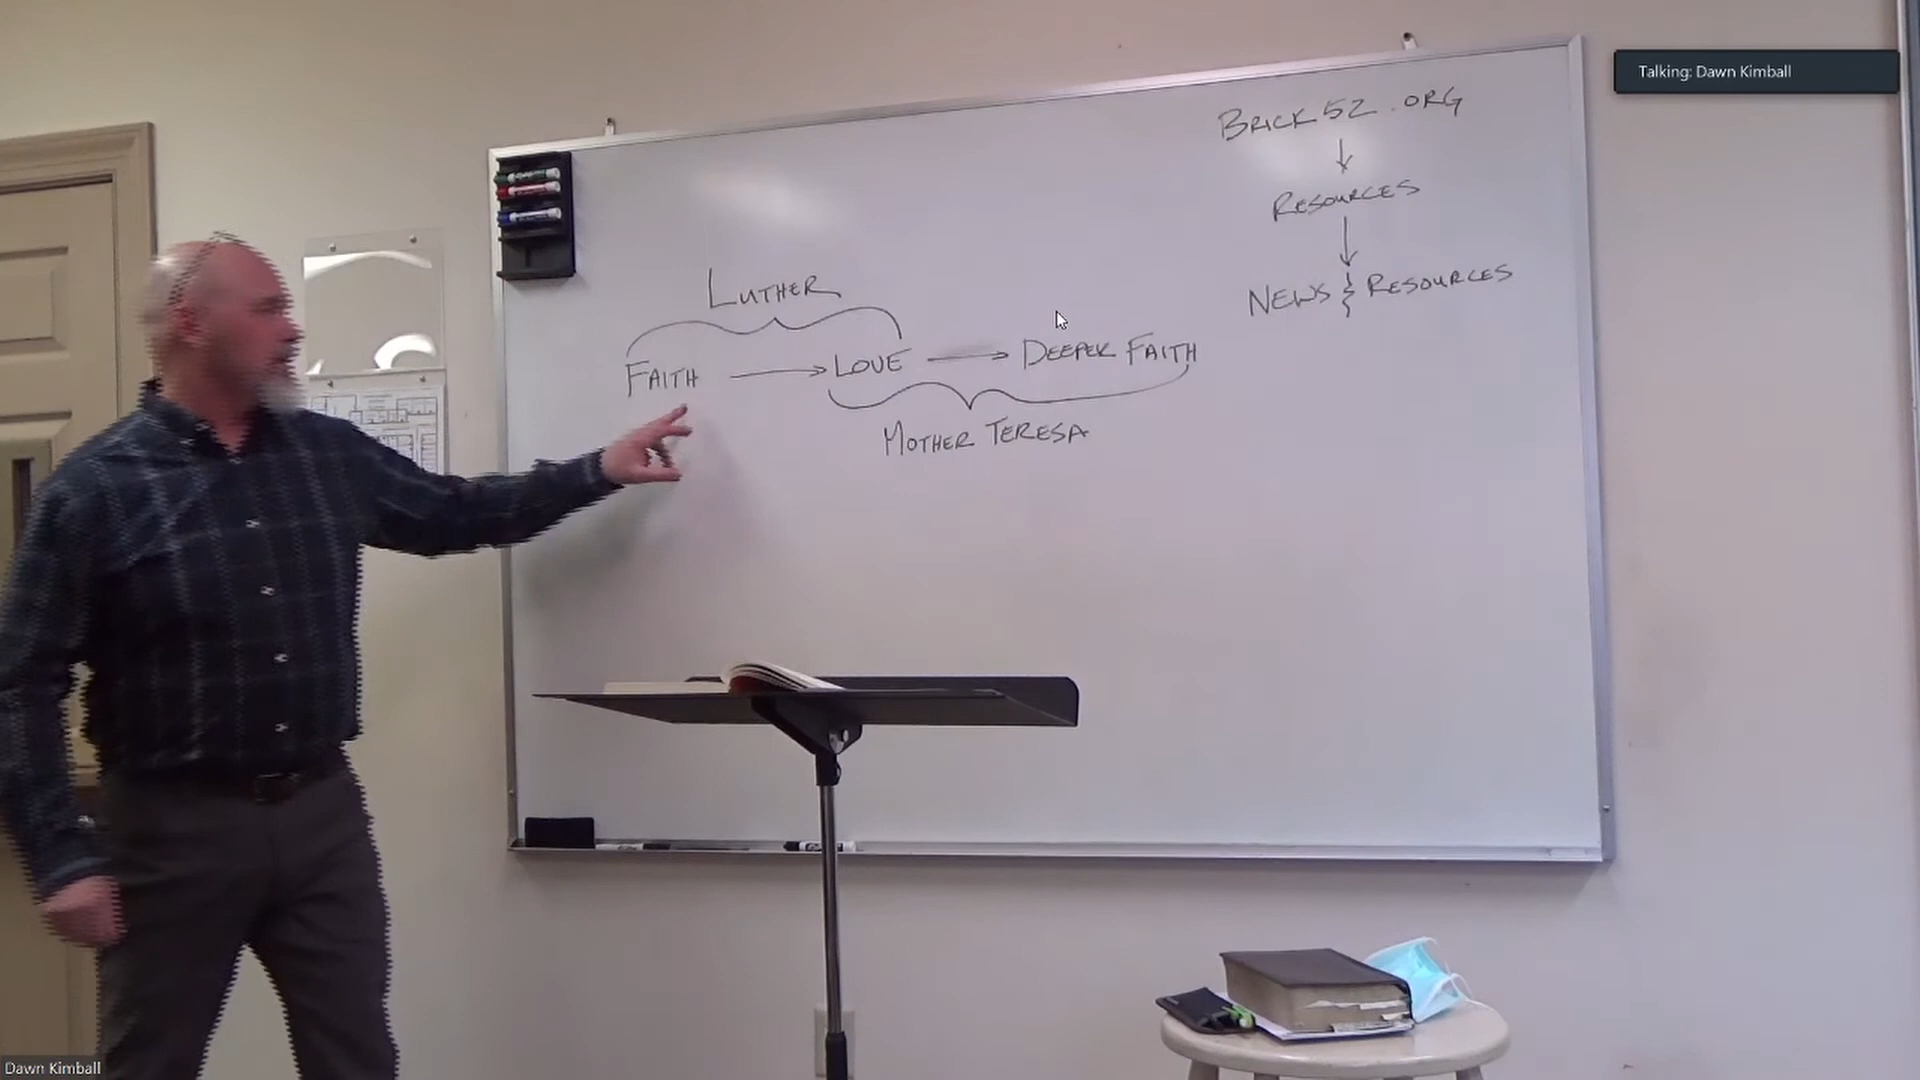 Talking: Dawn Kimball
BRICK52.ORG
RESOURCES
NEWS & RESOURCES
LUTHER
FAITH → LOVE → DEEPER FAITH
MOTHER TERESA
Dawn Kimball